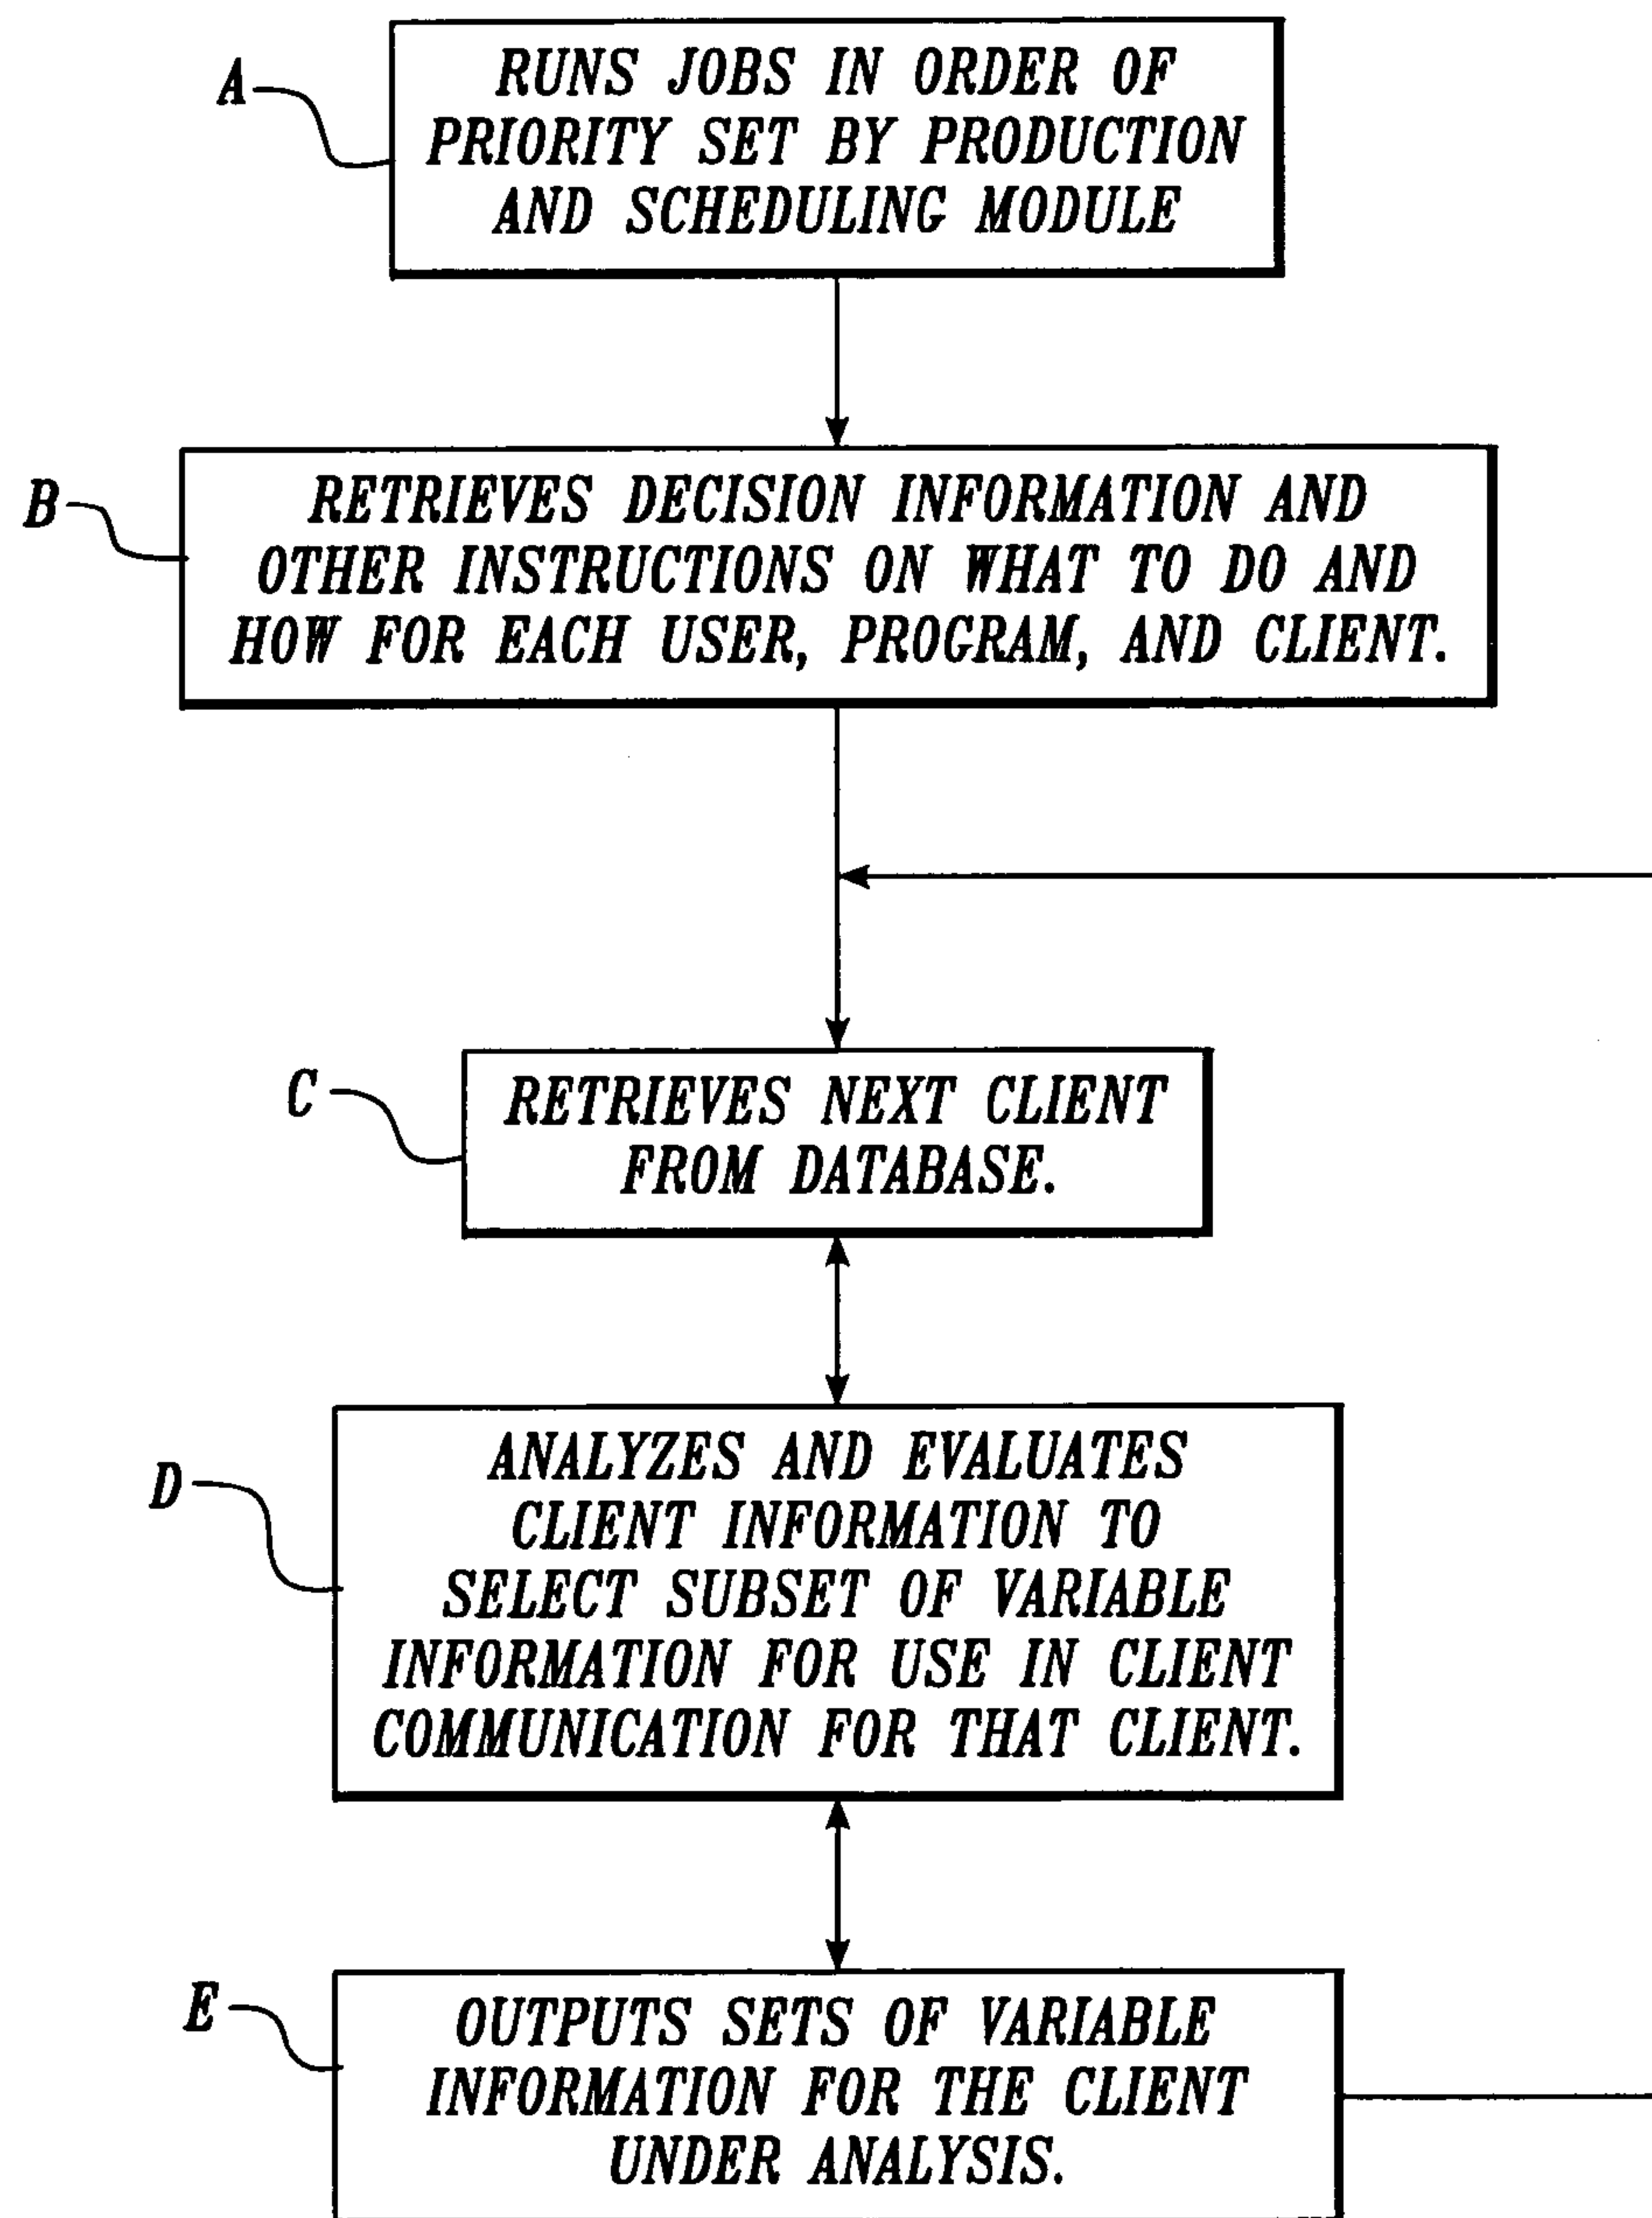 A
RUNS JOBS IN ORDER OF
PRIORITY SET BY PRODUCTION
AND SCHEDULING MODULE
B
RETRIEVES DECISION INFORMATION AND
OTHER INSTRUCTIONS ON WHAT TO DO AND
HOW FOR EACH USER, PROGRAM, AND CLIENT.
C
RETRIEVES NEXT CLIENT
FROM DATABASE.
D
ANALYZES AND EVALUATES
CLIENT INFORMATION TO
SELECT SUBSET OF VARIABLE
INFORMATION FOR USE IN CLIENT
COMMUNICATION FOR THAT CLIENT.
E
OUTPUTS SETS OF VARIABLE
INFORMATION FOR THE CLIENT
UNDER ANALYSIS.